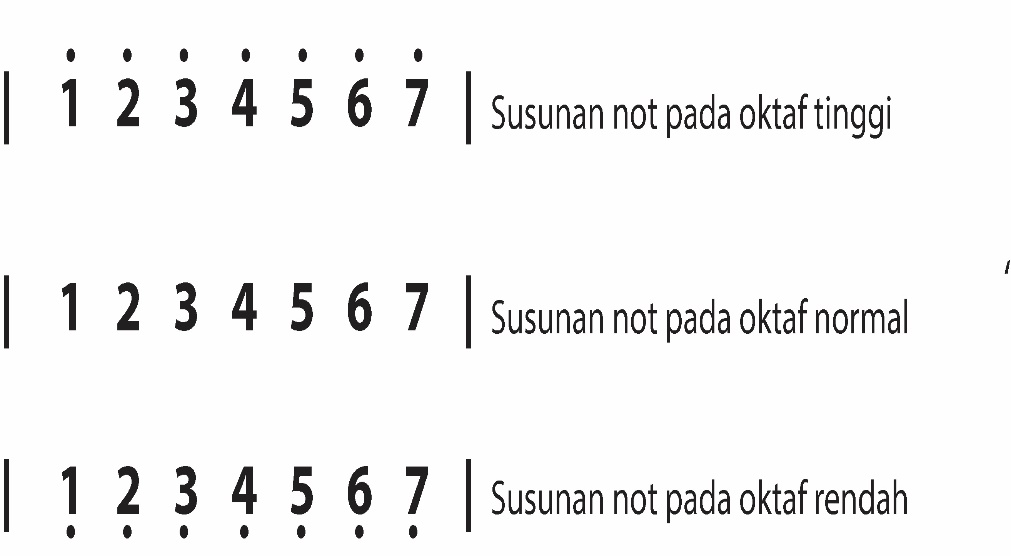 | 1̇ 2̇ 3̇ 4̇ 5̇ 6̇ 7̇ | Susunan not pada oktaf tinggi
| 1 2 3 4 5 6 7 | Susunan not pada oktaf normal
| 1̣ 2̣ 3̣ 4̣ 5̣ 6̣ 7̣ | Susunan not pada oktaf rendah